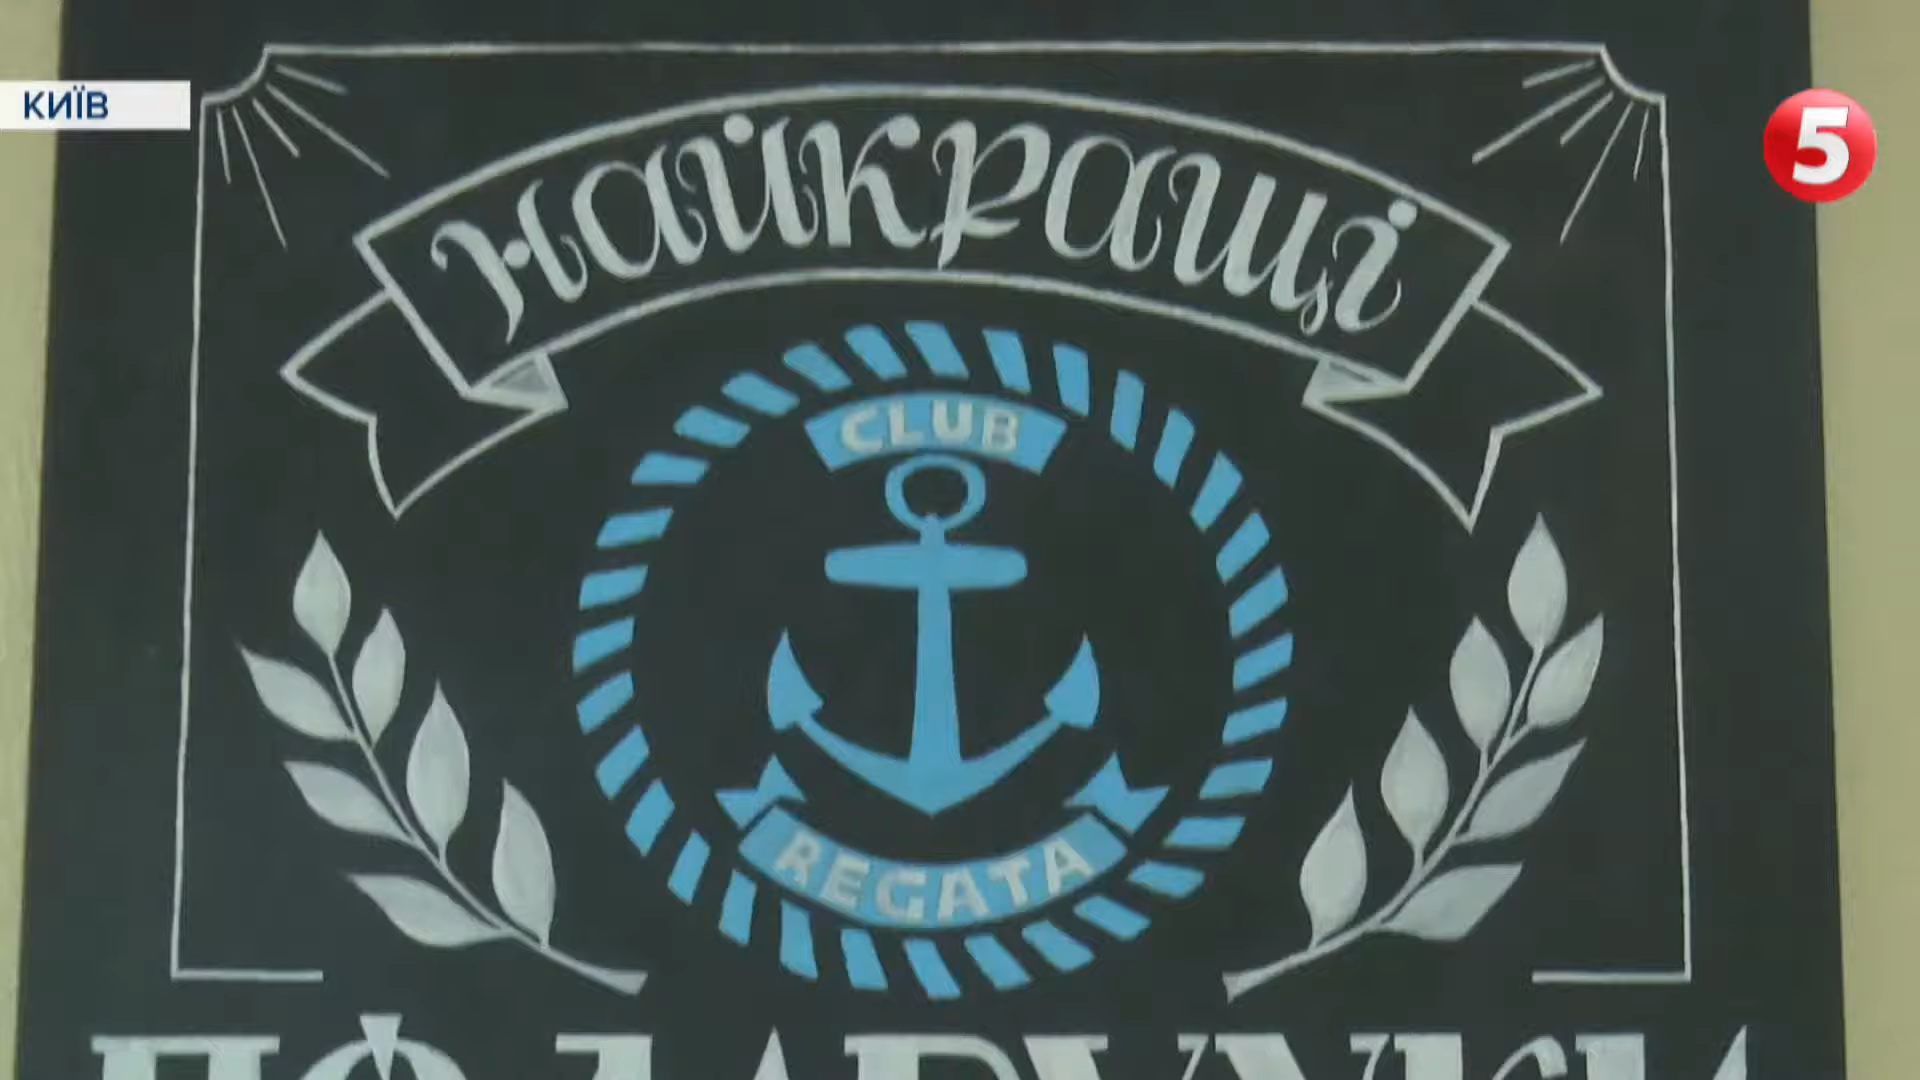 КИЇВ
5
Найкращі
CLUB
REGATA
ПОДАРУНКИ